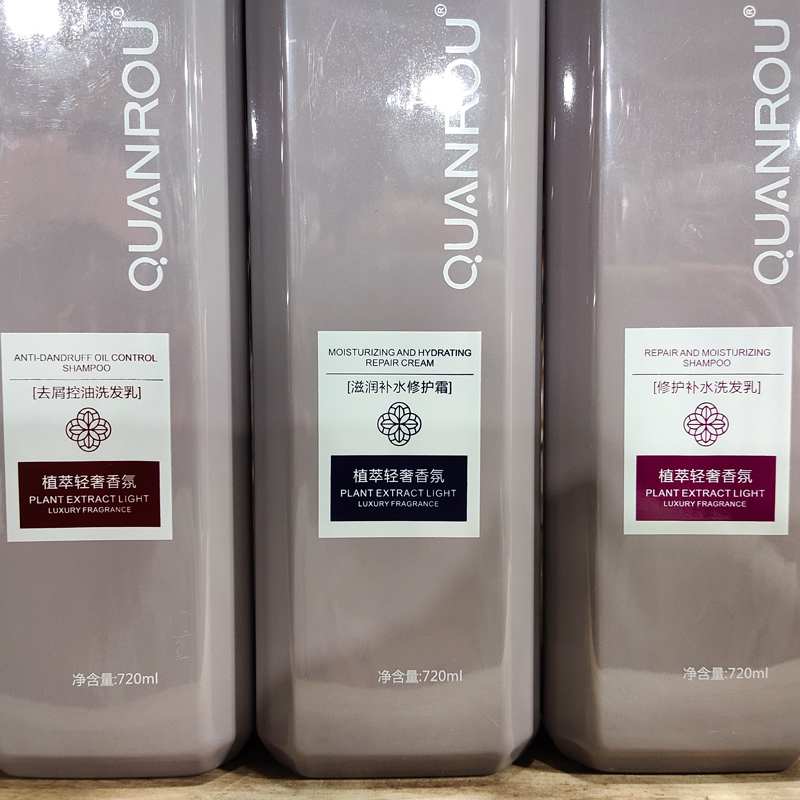 QUANROU®
ANTI-DANDRUFF OIL CONTROL
SHAMPOO
[去屑控油洗发乳]
植萃轻奢香氛
PLANT EXTRACT LIGHT
LUXURY FRAGRANCE
净含量:720ml
QUANROU®
MOISTURIZING AND HYDRATING
REPAIR CREAM
[滋润补水修护霜]
植萃轻奢香氛
PLANT EXTRACT LIGHT
LUXURY FRAGRANCE
净含量:720ml
QUANROU®
REPAIR AND MOISTURIZING
SHAMPOO
[修护补水洗发乳]
植萃轻奢香氛
PLANT EXTRACT LIGHT
LUXURY FRAGRANCE
净含量:720ml